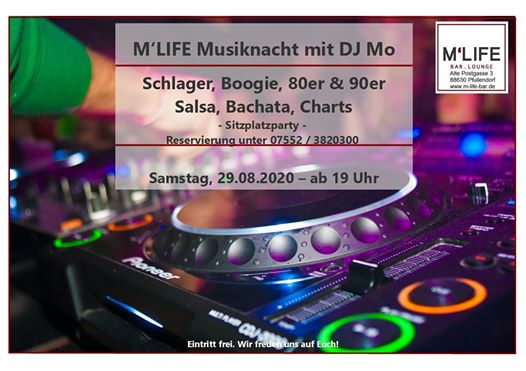 M'LIFE Musiknacht mit DJ Mo
Schlager, Boogie, 80er & 90er
Salsa, Bachata, Charts
- Sitzplatzparty -
Reservierung unter 07552 / 3820300
Samstag, 29.08.2020 – ab 19 Uhr
M'LIFE
BAR.LOUNGE
Alte Postgasse 3
88630 Pfullendorf
www.m-life-bar.de
Pioneer
MULTI PLAYER
Eintritt frei. Wir freuen uns auf Euch!